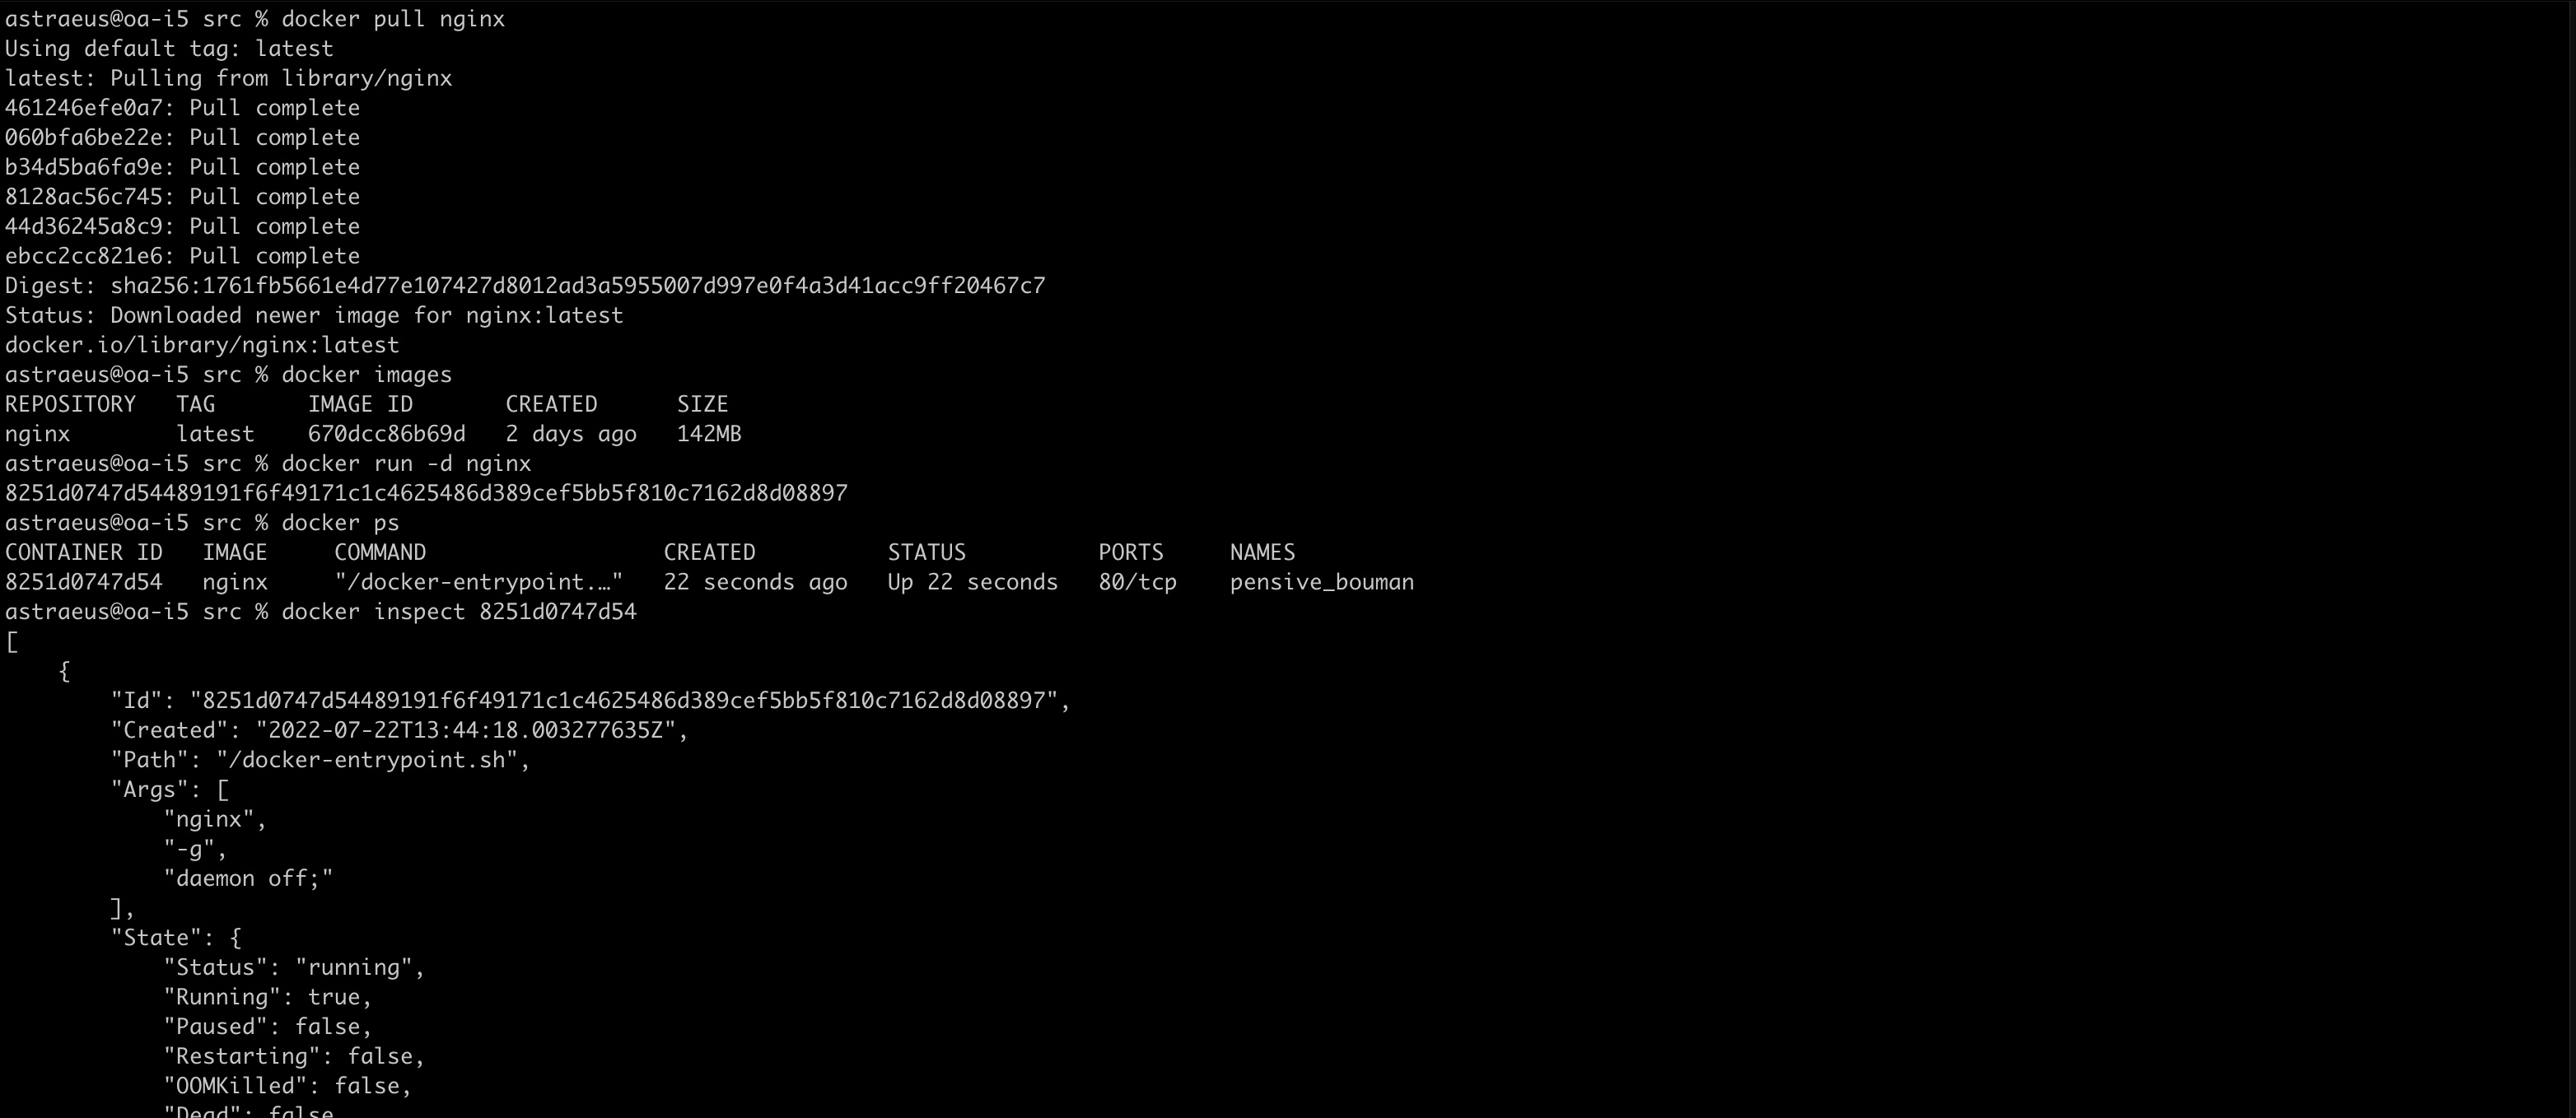 astraeus@oa-i5 src % docker pull nginx
Using default tag: latest
latest: Pulling from library/nginx
461246efe0a7: Pull complete
060bfa6be22e: Pull complete
b34d5ba6fa9e: Pull complete
8128ac56c745: Pull complete
44d36245a8c9: Pull complete
ebcc2cc821e6: Pull complete
Digest: sha256:1761fb5661e4d77e107427d8012ad3a5955007d997e0f4a3d41acc9ff20467c7
Status: Downloaded newer image for nginx:latest
docker.io/library/nginx:latest
astraeus@oa-i5 src % docker images
REPOSITORY   TAG       IMAGE ID       CREATED      SIZE
nginx        latest    670dcc86b69d   2 days ago   142MB
astraeus@oa-i5 src % docker run -d nginx
8251d0747d54489191f6f49171c1c4625486d389cef5bb5f810c7162d8d08897
astraeus@oa-i5 src % docker ps
CONTAINER ID   IMAGE     COMMAND                  CREATED          STATUS          PORTS     NAMES
8251d0747d54   nginx     "/docker-entrypoint.…"   22 seconds ago   Up 22 seconds   80/tcp    pensive_bouman
astraeus@oa-i5 src % docker inspect 8251d0747d54
[
    {
        "Id": "8251d0747d54489191f6f49171c1c4625486d389cef5bb5f810c7162d8d08897",
        "Created": "2022-07-22T13:44:18.003277635Z",
        "Path": "/docker-entrypoint.sh",
        "Args": [
            "nginx",
            "-g",
            "daemon off;"
        ],
        "State": {
            "Status": "running",
            "Running": true,
            "Paused": false,
            "Restarting": false,
            "OOMKilled": false,
            "Dead": false,